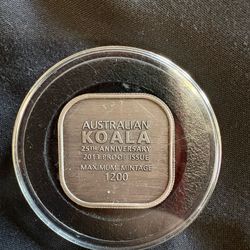 AUSTRALIAN
KOALA
25TH ANNIVERSARY
2013 PROOF ISSUE
MAXIMUM MINTAGE
1200